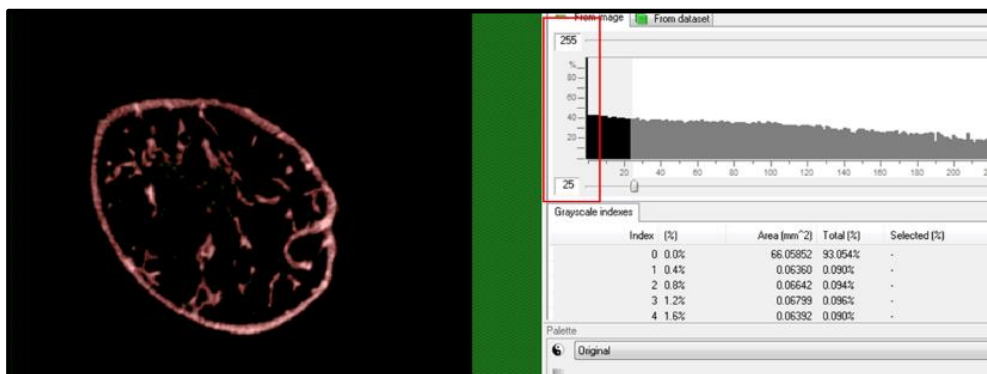 From image From dataset
255
%
80
60
40
20
20 40 60 80 100 120 140 160 180 200
25
Grayscale indexes
Index (%) Area (mm^2) Total (%) Selected (%)
0 0.0% 66.05852 93.054% -
1 0.4% 0.06360 0.090% -
2 0.8% 0.06642 0.094% -
3 1.2% 0.06799 0.096% -
4 1.6% 0.06392 0.090% -
Palette
Original